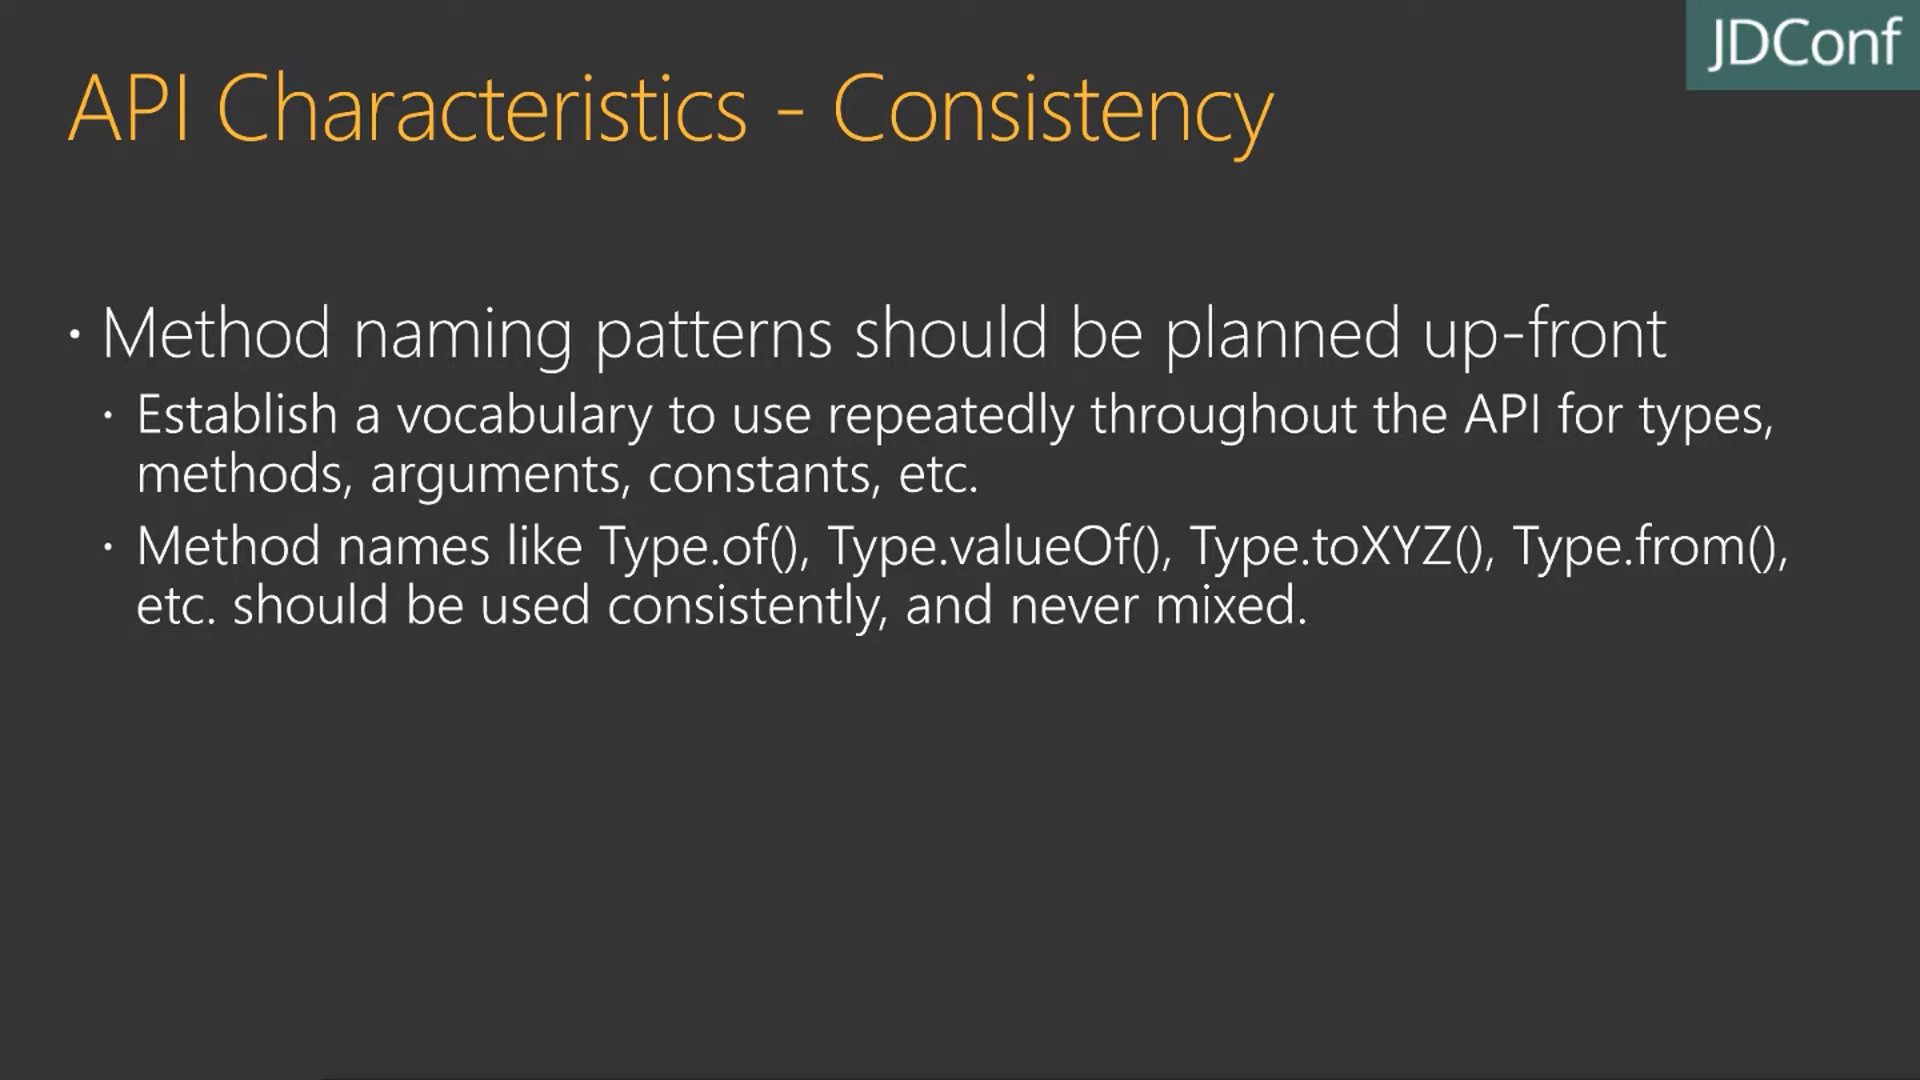 JDConf
API Characteristics - Consistency
· Method naming patterns should be planned up-front
· Establish a vocabulary to use repeatedly throughout the API for types,
methods, arguments, constants, etc.
· Method names like Type.of(), Type.valueOf(), Type.toXYZ(), Type.from(),
etc. should be used consistently, and never mixed.